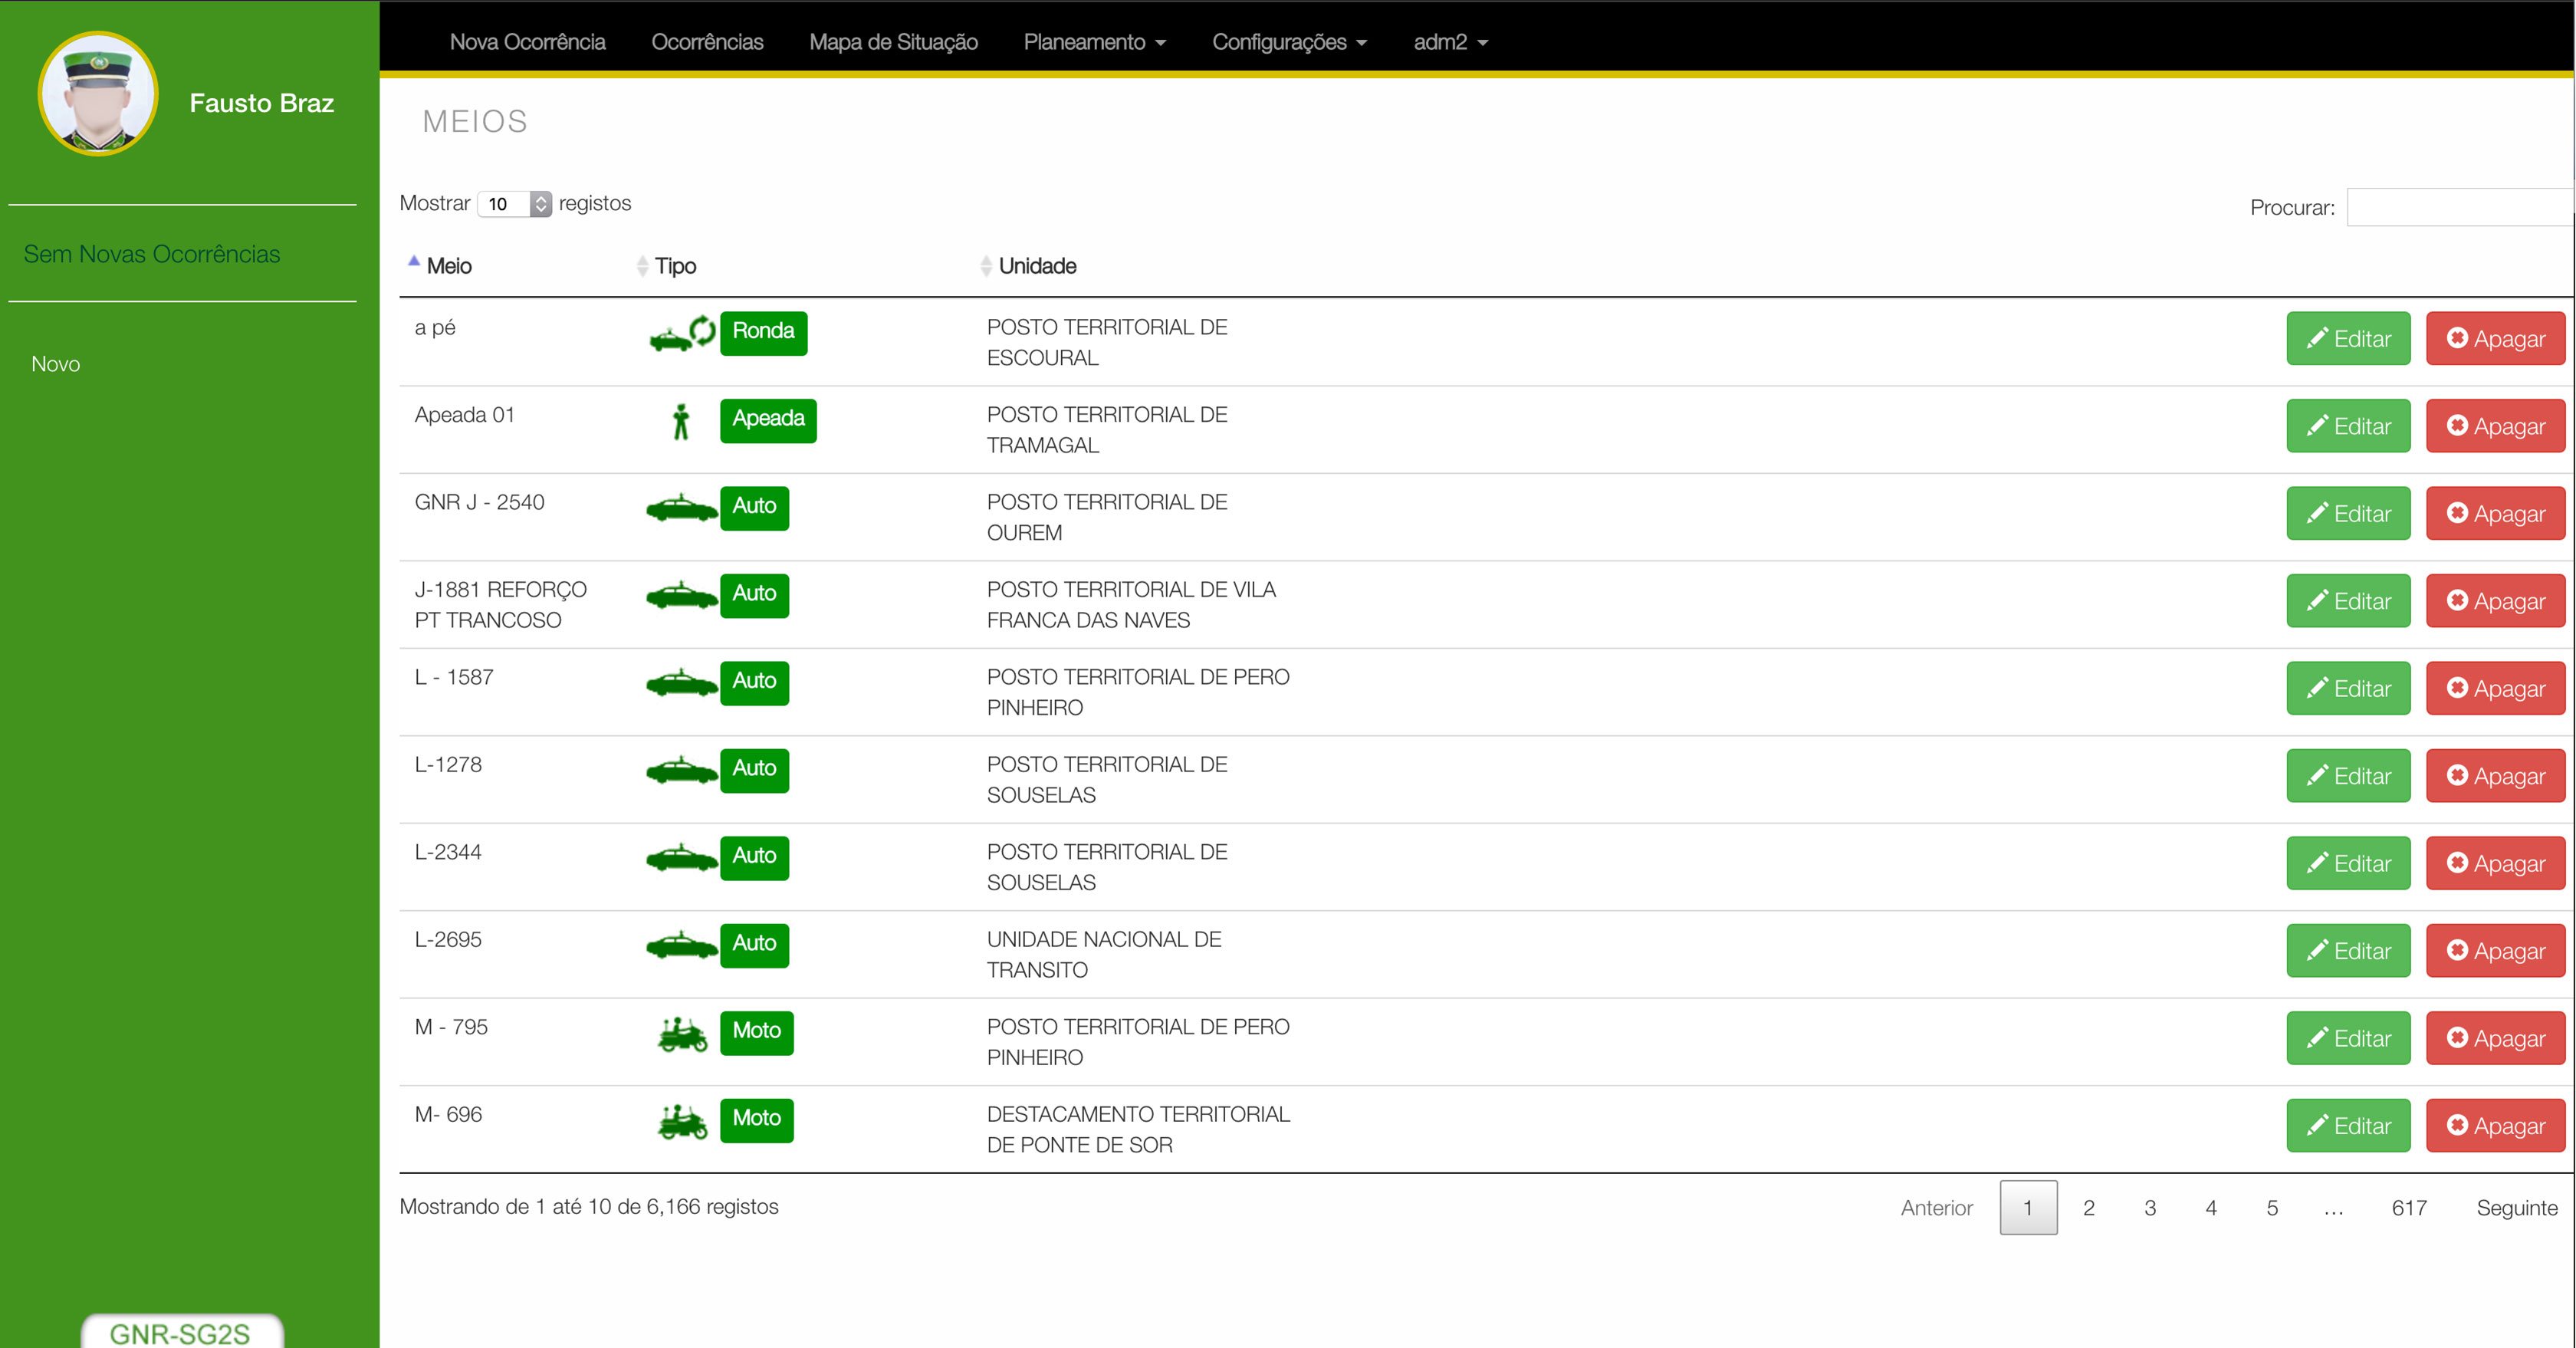 Fausto Braz
Sem Novas Ocorrências
Novo
GNR-SG2S
Nova Ocorrência Ocorrências Mapa de Situação Planeamento Configurações adm2
MEIOS
Mostrar 10 registos Procurar:
Meio Tipo Unidade
a pé Ronda POSTO TERRITORIAL DE Editar Apagar
ESCOURAL
Apeada 01 Apeada POSTO TERRITORIAL DE Editar Apagar
TRAMAGAL
GNR J - 2540 Auto POSTO TERRITORIAL DE Editar Apagar
OUREM
J-1881 REFORÇO Auto POSTO TERRITORIAL DE VILA Editar Apagar
PT TRANCOSO FRANCA DAS NAVES
L - 1587 Auto POSTO TERRITORIAL DE PERO Editar Apagar
PINHEIRO
L-1278 Auto POSTO TERRITORIAL DE Editar Apagar
SOUSELAS
L-2344 Auto POSTO TERRITORIAL DE Editar Apagar
SOUSELAS
L-2695 Auto UNIDADE NACIONAL DE Editar Apagar
TRANSITO
M - 795 Moto POSTO TERRITORIAL DE PERO Editar Apagar
PINHEIRO
M- 696 Moto DESTACAMENTO TERRITORIAL Editar Apagar
DE PONTE DE SOR
Mostrando de 1 até 10 de 6,166 registos Anterior 1 2 3 4 5 ... 617 Seguinte